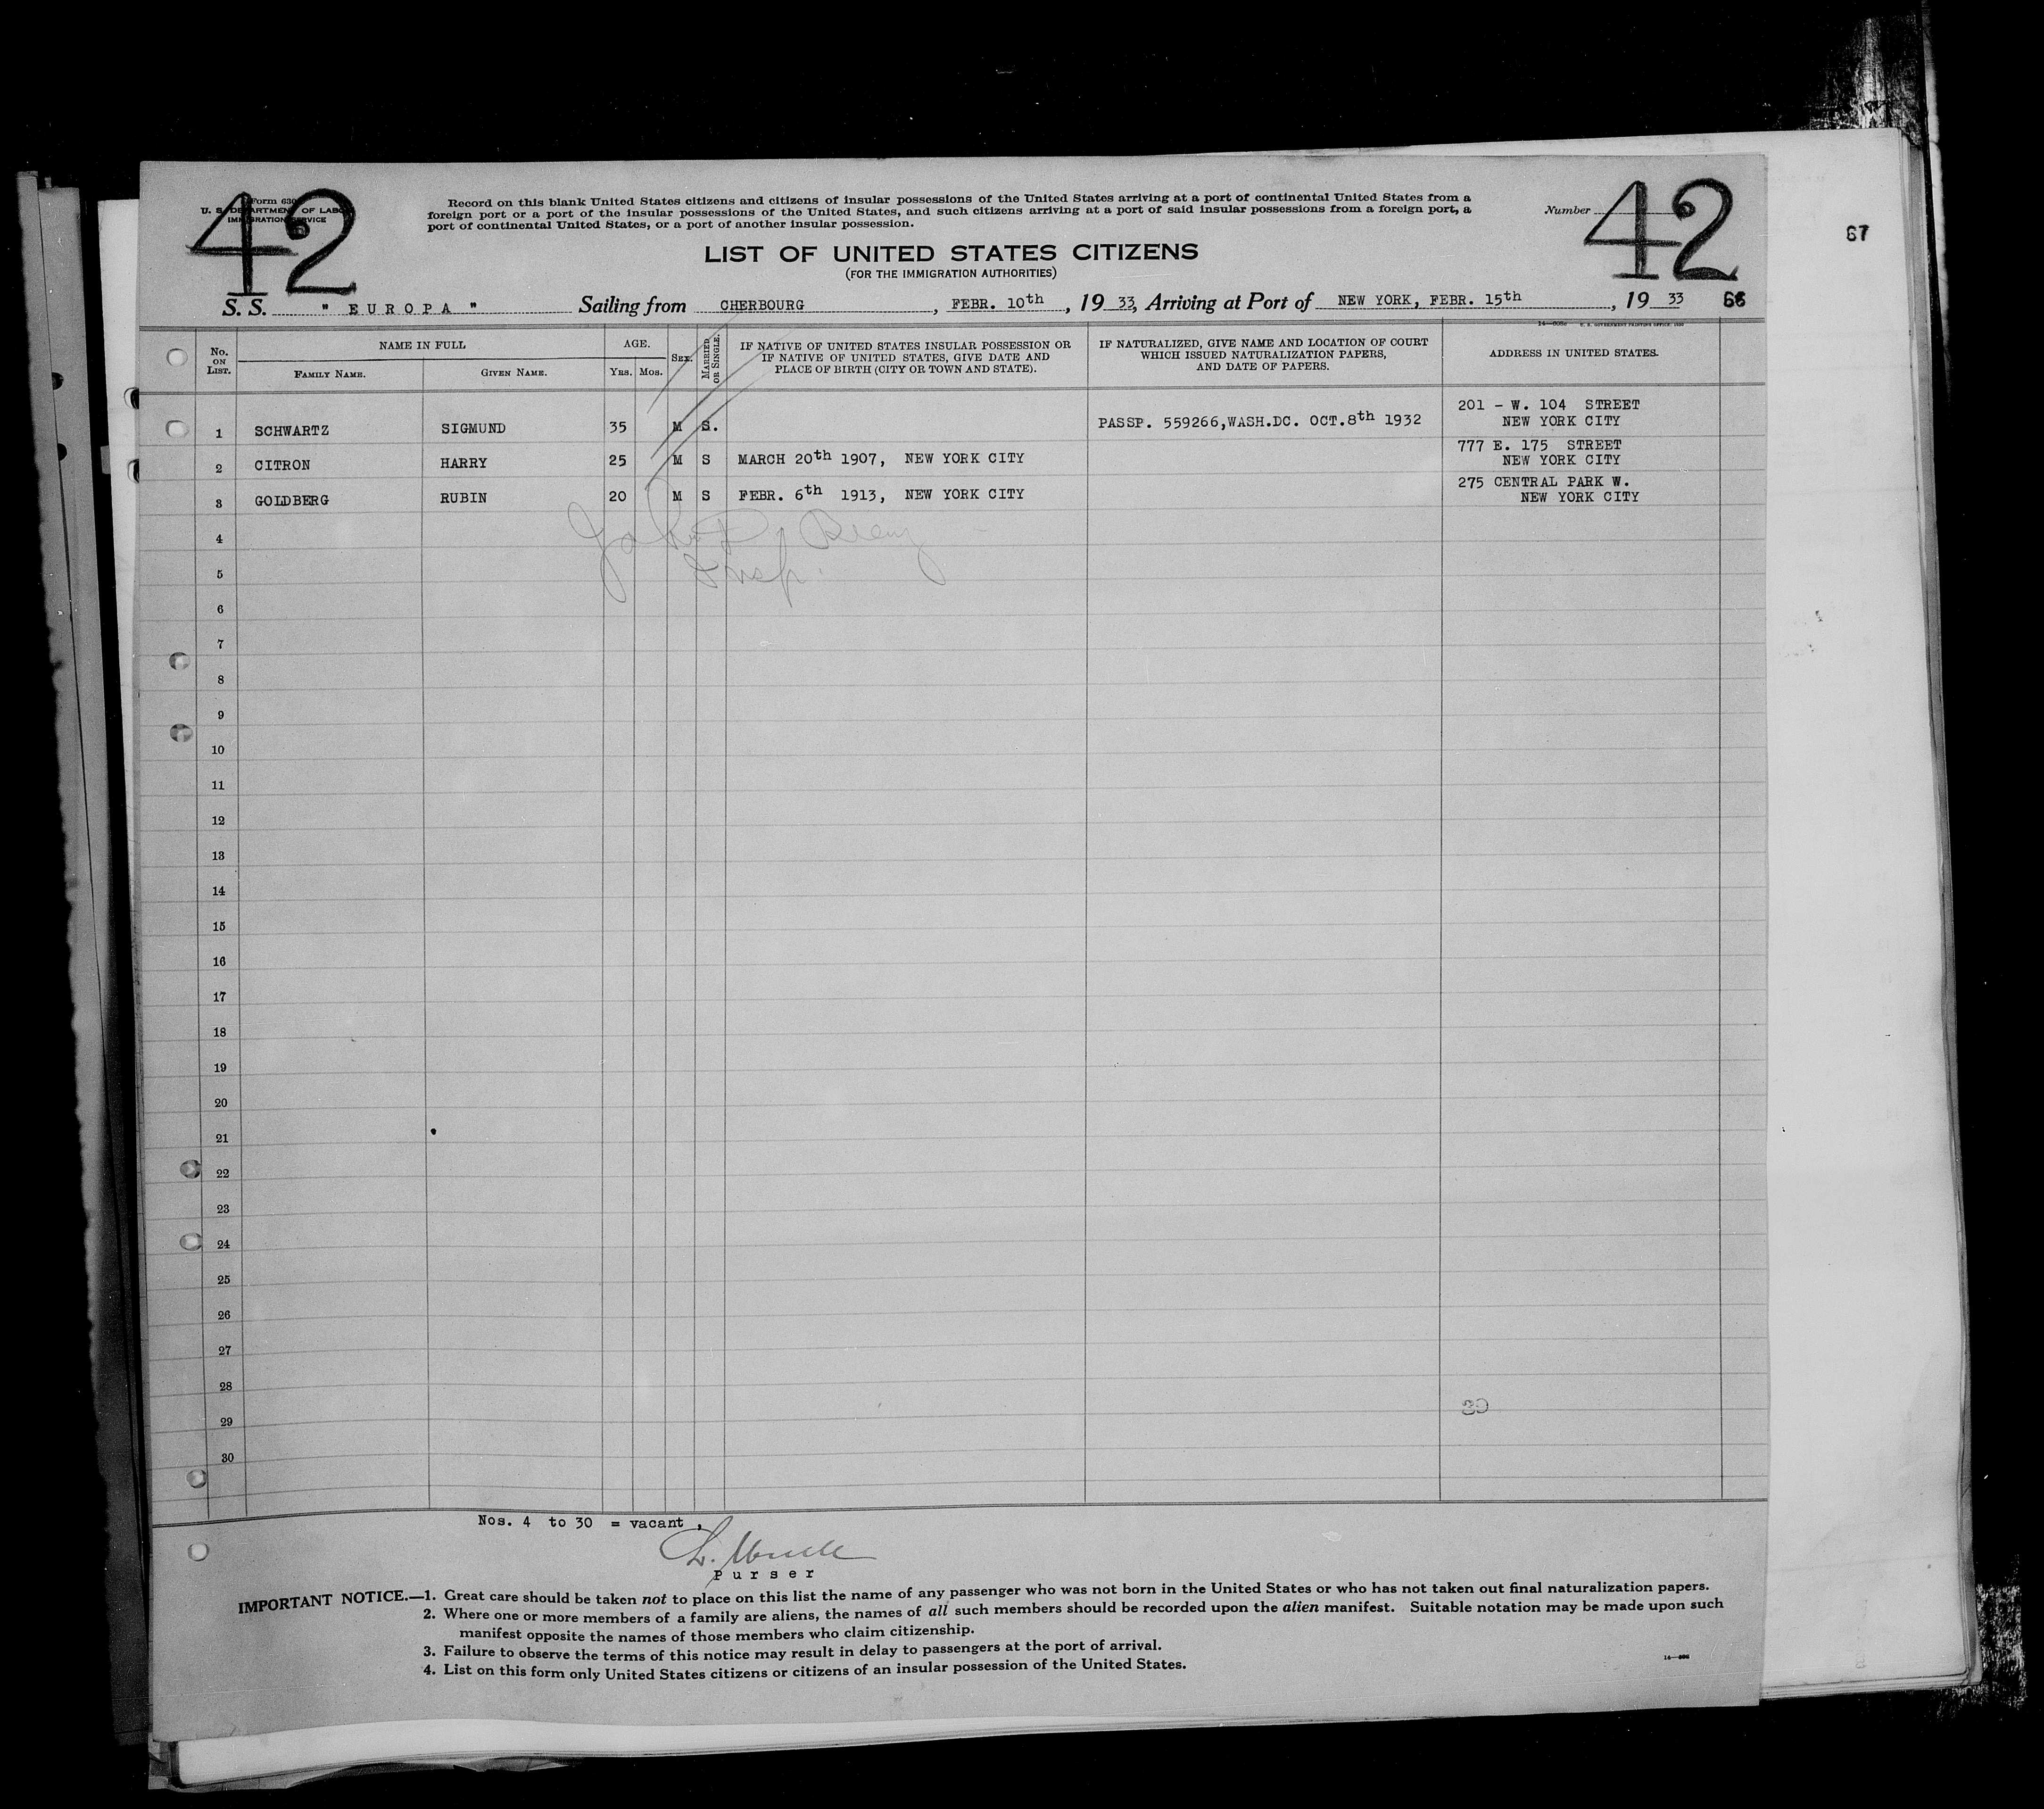 42
Form 630
U. S. DEPARTMENT OF LABOR
IMMIGRATION SERVICE
Record on this blank United States citizens and citizens of insular possessions of the United States arriving at a port of continental United States from a
foreign port or a port of the insular possessions of the United States, and such citizens arriving at a port of said insular possessions from a foreign port, a
port of continental United States, or a port of another insular possession.
Number
42
67
LIST OF UNITED STATES CITIZENS
(FOR THE IMMIGRATION AUTHORITIES)
S. S. " EUROPA " Sailing from CHERBOURG, FEBR. 10th, 1933, Arriving at Port of NEW YORK, FEBR. 15th, 1933 66
No. ON LIST. NAME IN FULL AGE. SEX. MARRIED OR SINGLE. IF NATIVE OF UNITED STATES INSULAR POSSESSION OR
IF NATIVE OF UNITED STATES, GIVE DATE AND
PLACE OF BIRTH (CITY OR TOWN AND STATE).
IF NATURALIZED, GIVE NAME AND LOCATION OF COURT
WHICH ISSUED NATURALIZATION PAPERS,
AND DATE OF PAPERS.
ADDRESS IN UNITED STATES.
FAMILY NAME. GIVEN NAME. YRS. MOS.
1 SCHWARTZ SIGMUND 35 M S. PASSP. 559266,WASH.DC. OCT.8th 1932 201 - W. 104 STREET
NEW YORK CITY
2 CITRON HARRY 25 M S MARCH 20th 1907, NEW YORK CITY 777 E. 175 STREET
NEW YORK CITY
3 GOLDBERG RUBIN 20 M S FEBR. 6th 1913, NEW YORK CITY 275 CENTRAL PARK W.
NEW YORK CITY
4
Insp.
5
6
7
8
9
10
11
12
13
14
15
16
17
18
19
20
21
22
23
24
25
26
27
28
29
30
Nos. 4 to 30 = vacant,
Purser
IMPORTANT NOTICE.—1. Great care should be taken not to place on this list the name of any passenger who was not born in the United States or who has not taken out final naturalization papers.
2. Where one or more members of a family are aliens, the names of all such members should be recorded upon the alien manifest. Suitable notation may be made upon such
manifest opposite the names of those members who claim citizenship.
3. Failure to observe the terms of this notice may result in delay to passengers at the port of arrival.
4. List on this form only United States citizens or citizens of an insular possession of the United States.